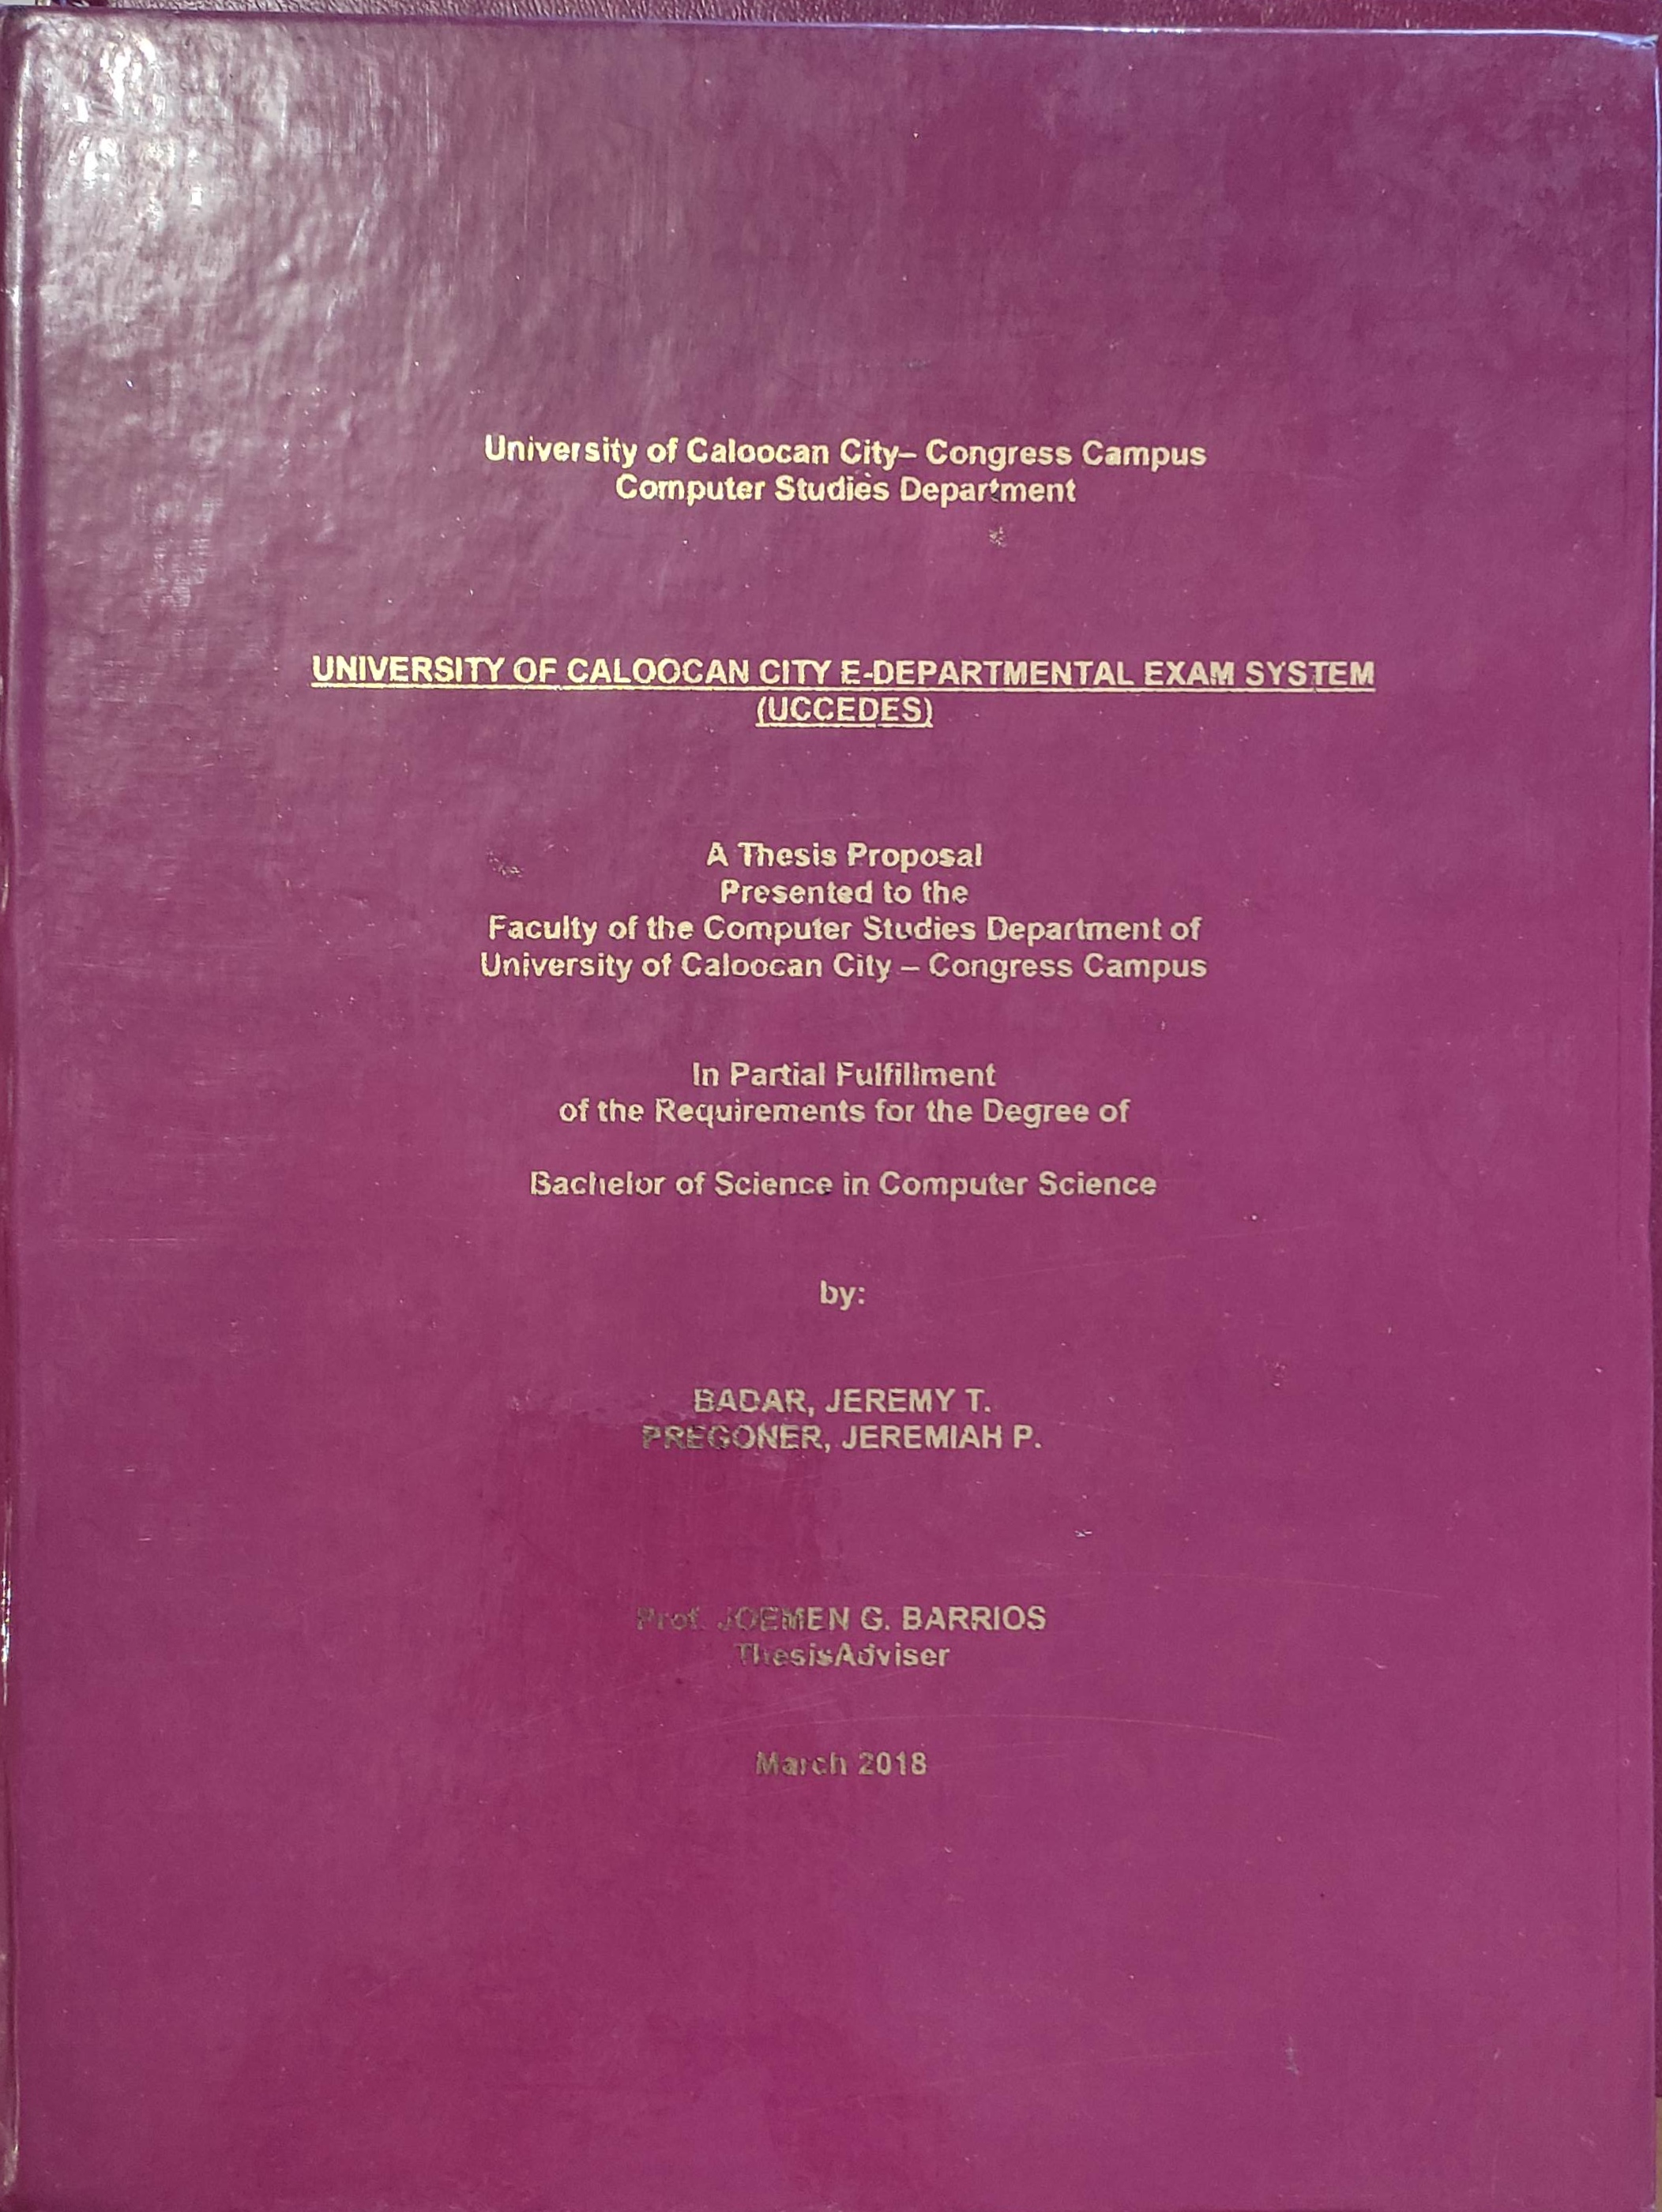 University of Caloocan City– Congress Campus
Computer Studies Department
UNIVERSITY OF CALOOCAN CITY E-DEPARTMENTAL EXAM SYSTEM
(UCCEDES)
A Thesis Proposal
Presented to the
Faculty of the Computer Studies Department of
University of Caloocan City – Congress Campus
In Partial Fulfillment
of the Requirements for the Degree of
Bachelor of Science in Computer Science
by:
BADAR, JEREMY T.
PREGONER, JEREMIAH P.
Prof. JOEMEN G. BARRIOS
ThesisAdviser
March 2018